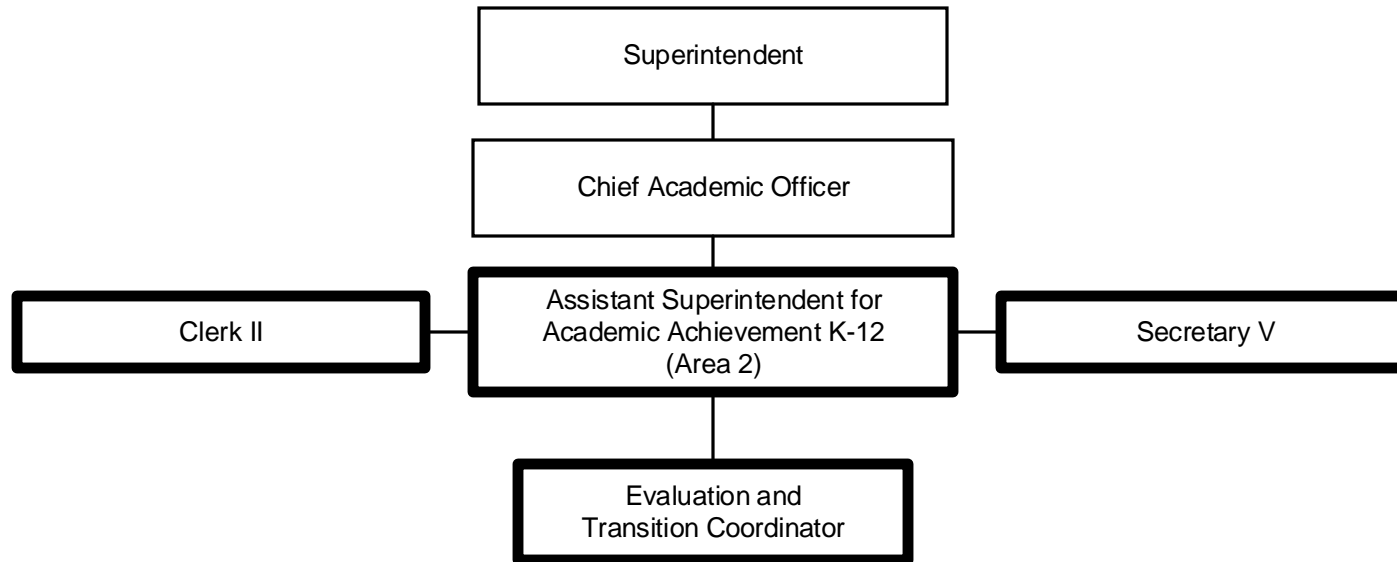 Superintendent
Chief Academic Officer
Clerk II
Assistant Superintendent for
Academic Achievement K-12
(Area 2)
Secretary V
Evaluation and
Transition Coordinator